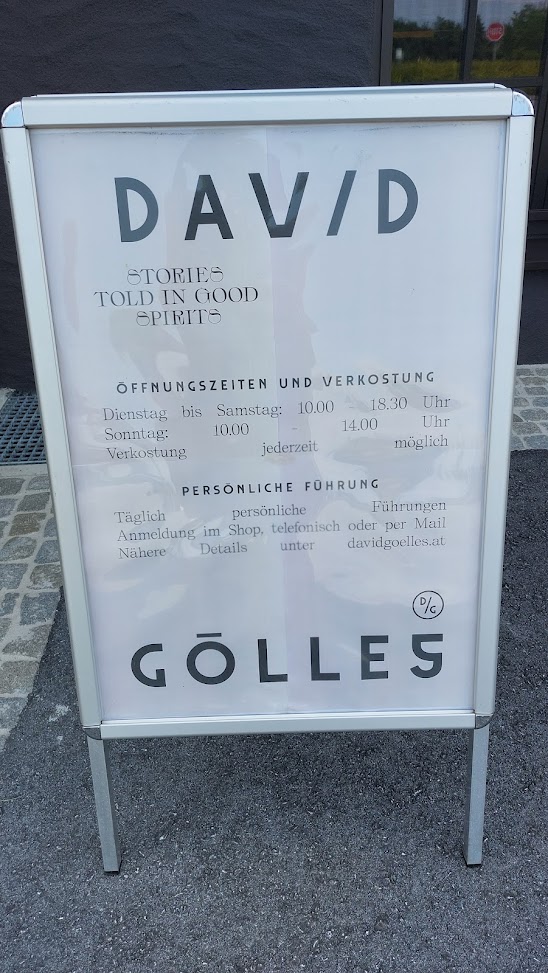 DAVID
STORIES
TOLD IN GOOD
SPIRITS
ÖFFNUNGSZEITEN UND VERKOSTUNG
Dienstag bis Samstag: 10.00 - 18.30 Uhr
Sonntag: 10.00 - 14.00 Uhr
Verkostung jederzeit möglich
PERSÖNLICHE FÜHRUNG
Täglich persönliche Führungen
Anmeldung im Shop, telefonisch oder per Mail
Nähere Details unter davidgoelles.at
D/G
GŌLLES